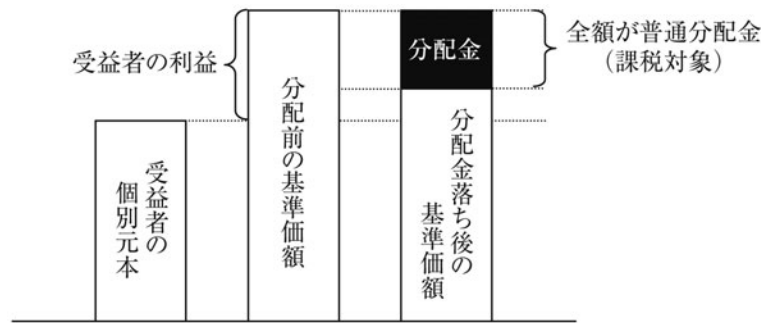 受益者の利益
分配金
全額が普通分配金
（課税対象）
受益者の
個別元本
分配前の基準価額
分配金落ち後の
基準価額